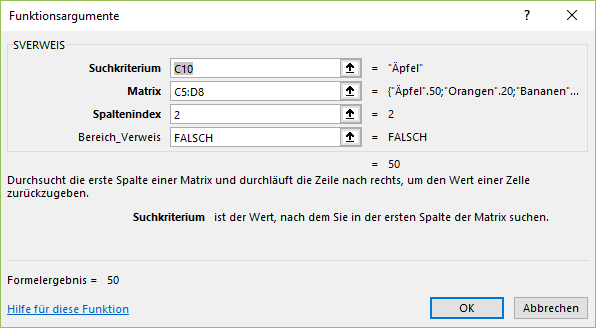 Funktionsargumente
SVERWEIS
Suchkriterium C10 = "Äpfel"
Matrix C5:D8 = {"Äpfel".50;"Orangen".20;"Bananen"...
Spaltenindex 2 = 2
Bereich_Verweis FALSCH = FALSCH
= 50
Durchsucht die erste Spalte einer Matrix und durchläuft die Zeile nach rechts, um den Wert einer Zelle
zurückzugeben.
Suchkriterium ist der Wert, nach dem Sie in der ersten Spalte der Matrix suchen.
Formelergebnis = 50
Hilfe für diese Funktion OK Abbrechen